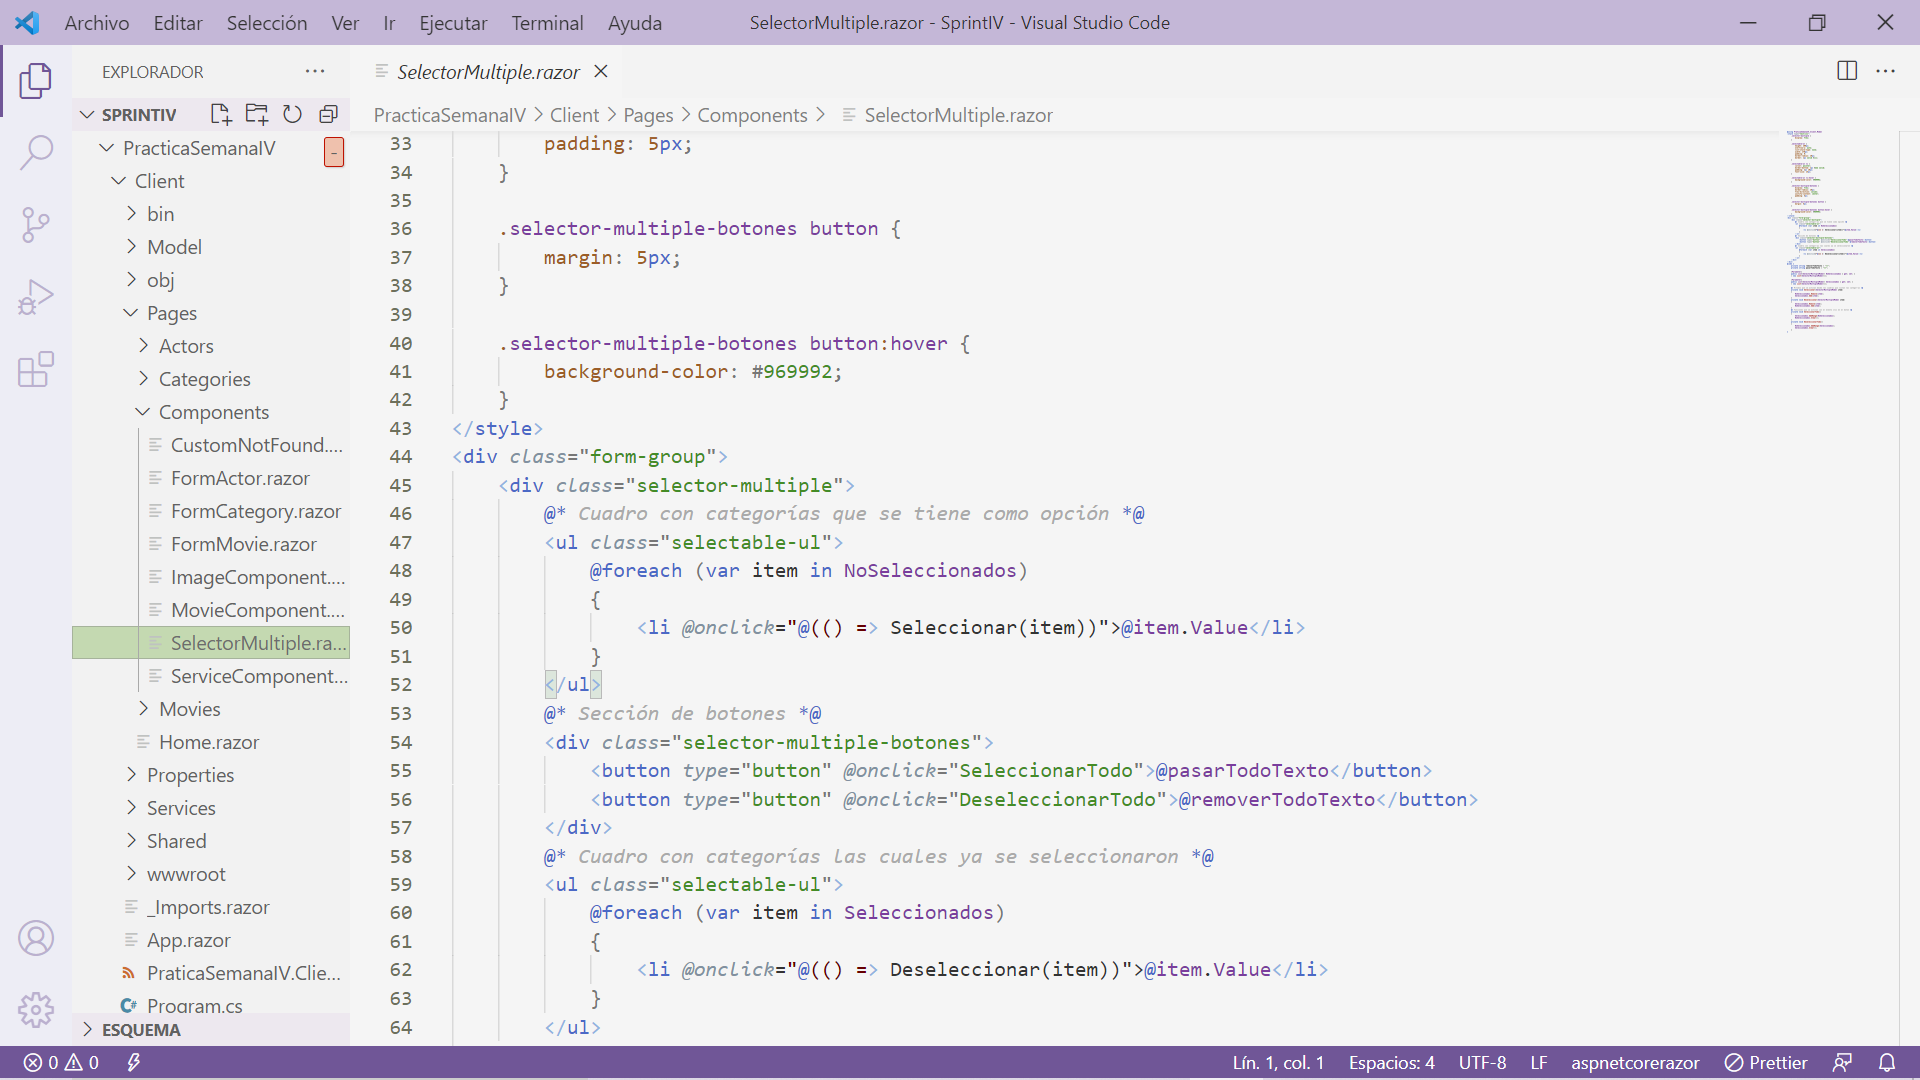 Archivo Editar Selección Ver Ir Ejecutar Terminal Ayuda SelectorMultiple.razor - SprintIV - Visual Studio Code
EXPLORADOR
SPRINTIV
PracticaSemanaIV
Client
bin
Model
obj
Pages
Actors
Categories
Components
CustomNotFound....
FormActor.razor
FormCategory.razor
FormMovie.razor
ImageComponent....
MovieComponent....
SelectorMultiple.ra...
ServiceComponent...
Movies
Home.razor
Properties
Services
Shared
wwwroot
_Imports.razor
App.razor
PraticaSemanaIV.Clie...
Program.cs
ESQUEMA
SelectorMultiple.razor
PracticaSemanaIV > Client > Pages > Components > SelectorMultiple.razor
33 padding: 5px;
34 }
35
36 .selector-multiple-botones button {
37 margin: 5px;
38 }
39
40 .selector-multiple-botones button:hover {
41 background-color: #969992;
42 }
43 </style>
44 <div class="form-group">
45 <div class="selector-multiple">
46 @* Cuadro con categorías que se tiene como opción *@
47 <ul class="selectable-ul">
48 @foreach (var item in NoSeleccionados)
49 {
50 <li @onclick="@(() => Seleccionar(item))">@item.Value</li>
51 }
52 </ul>
53 @* Sección de botones *@
54 <div class="selector-multiple-botones">
55 <button type="button" @onclick="SeleccionarTodo">@pasarTodoTexto</button>
56 <button type="button" @onclick="DeseleccionarTodo">@removerTodoTexto</button>
57 </div>
58 @* Cuadro con categorías las cuales ya se seleccionaron *@
59 <ul class="selectable-ul">
60 @foreach (var item in Seleccionados)
61 {
62 <li @onclick="@(() => Deseleccionar(item))">@item.Value</li>
63 }
64 </ul>
0 0 Lín. 1, col. 1 Espacios: 4 UTF-8 LF aspnetcorerazor Prettier